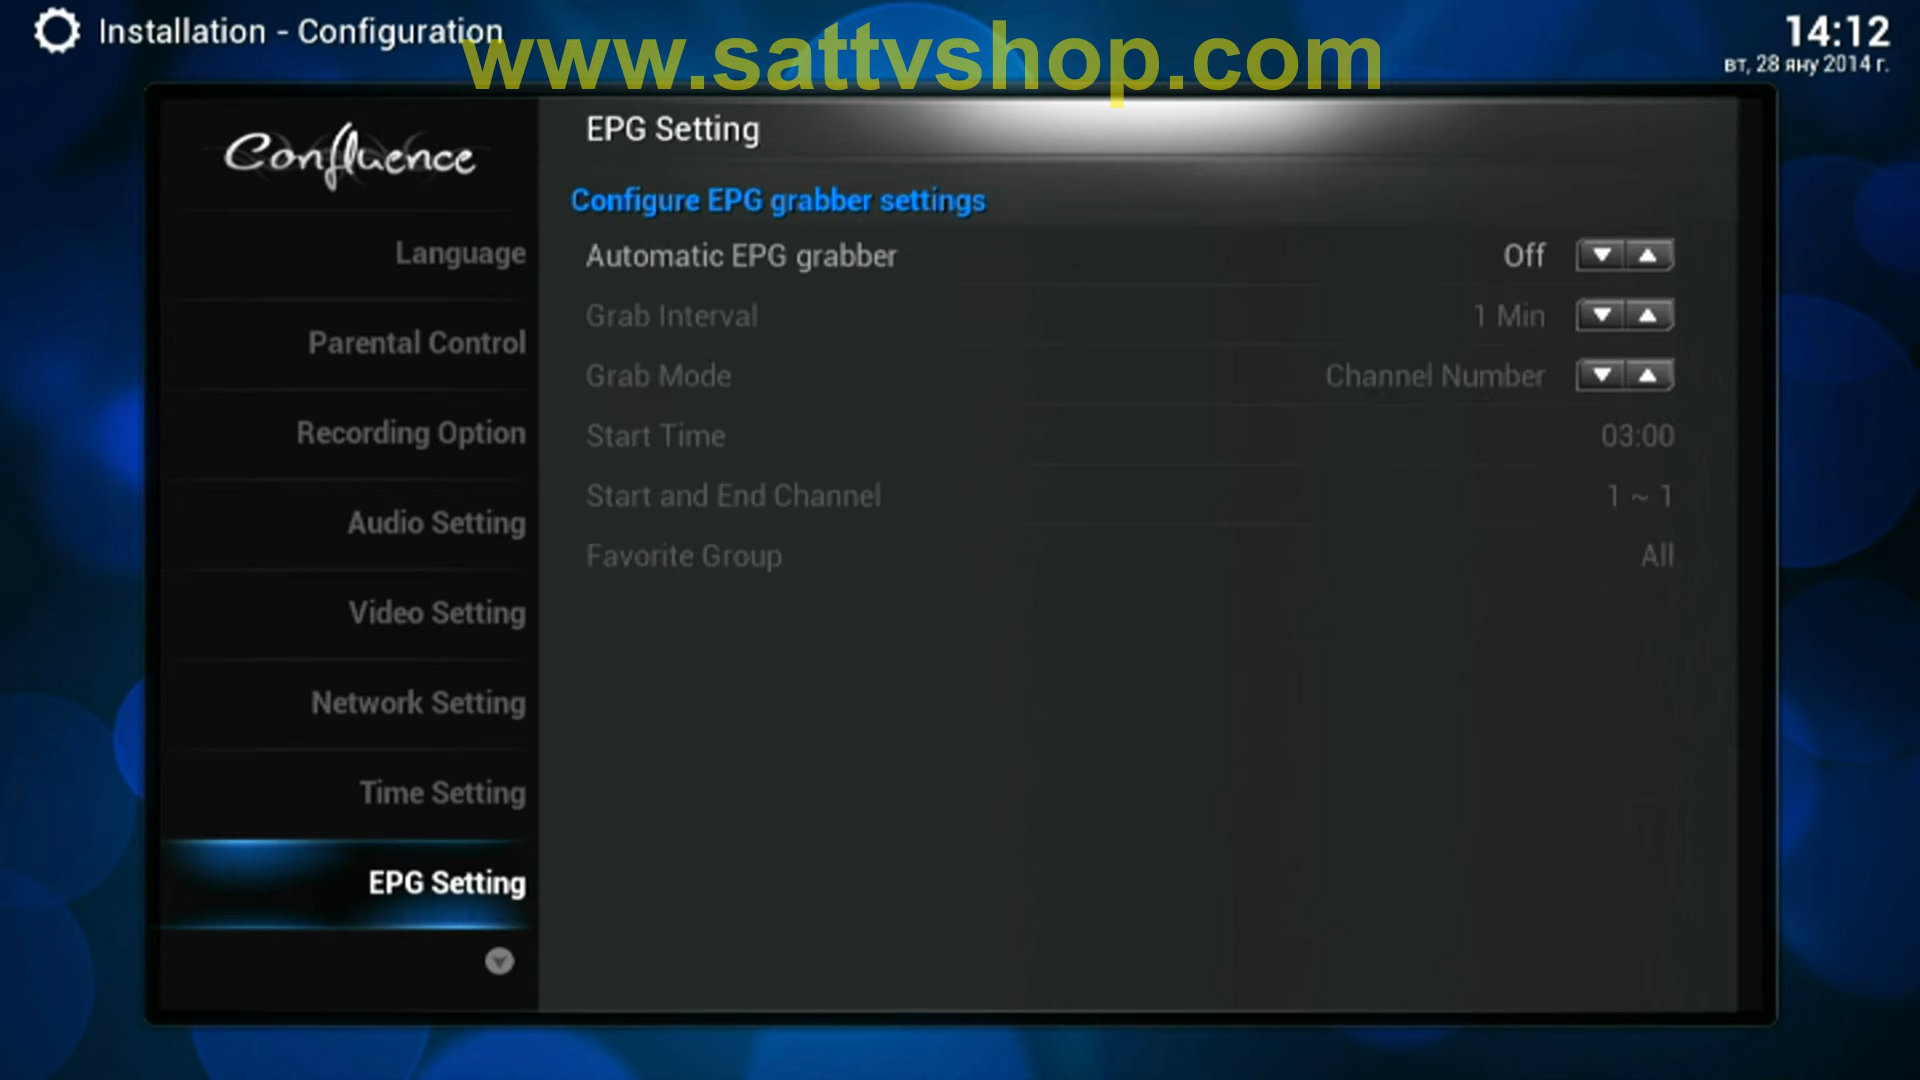 Installation - Configuration
www.sattvshop.com
14:12
вт, 28 яну 2014 г.
Confluence
Language
Parental Control
Recording Option
Audio Setting
Video Setting
Network Setting
Time Setting
EPG Setting
EPG Setting
Configure EPG grabber settings
Automatic EPG grabber Off
Grab Interval 1 Min
Grab Mode Channel Number
Start Time 03:00
Start and End Channel 1 ~ 1
Favorite Group All